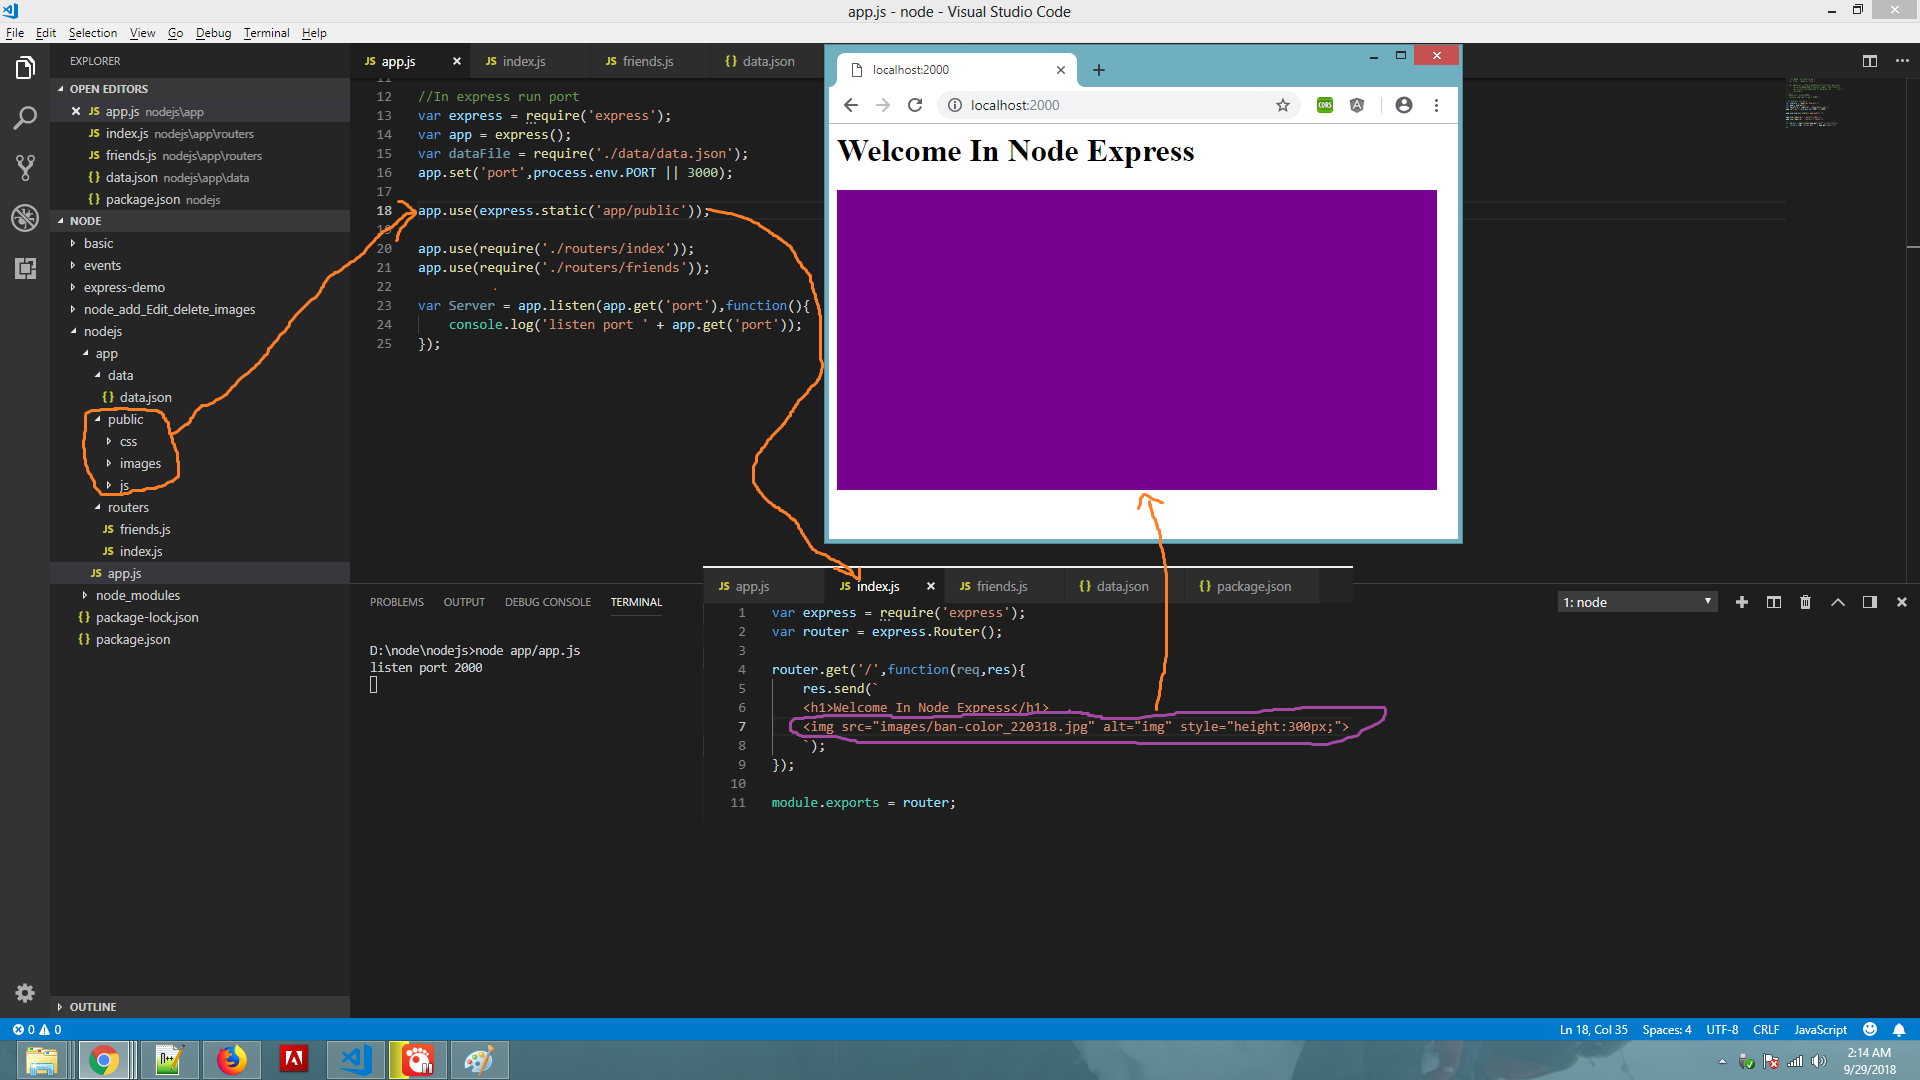 app.js - node - Visual Studio Code
File Edit Selection View Go Debug Terminal Help
EXPLORER
OPEN EDITORS
app.js nodejs\app
index.js nodejs\app\routers
friends.js nodejs\app\routers
data.json nodejs\app\data
package.json nodejs
NODE
basic
events
express-demo
node_add_Edit_delete_images
nodejs
app
data
data.json
public
css
images
js
routers
friends.js
index.js
app.js
node_modules
package-lock.json
package.json
OUTLINE
app.js index.js friends.js data.json
11
12 //In express run port
13 var express = require('express');
14 var app = express();
15 var dataFile = require('./data/data.json');
16 app.set('port',process.env.PORT || 3000);
17
18 app.use(express.static('app/public'));
19
20 app.use(require('./routers/index'));
21 app.use(require('./routers/friends'));
22
23 var Server = app.listen(app.get('port'),function(){
24 console.log('listen port ' + app.get('port'));
25 });
localhost:2000
localhost:2000
CORS
Welcome In Node Express
PROBLEMS OUTPUT DEBUG CONSOLE TERMINAL
1: node
D:\node\nodejs>node app/app.js
listen port 2000
app.js index.js friends.js data.json package.json
1 var express = require('express');
2 var router = express.Router();
3
4 router.get('/',function(req,res){
5 res.send(`
6 <h1>Welcome In Node Express</h1>
7 <img src="images/ban-color_220318.jpg" alt="img" style="height:300px;">
8 `);
9 });
10
11 module.exports = router;
0 0
Ln 18, Col 35 Spaces: 4 UTF-8 CRLF JavaScript
2:14 AM
9/29/2018